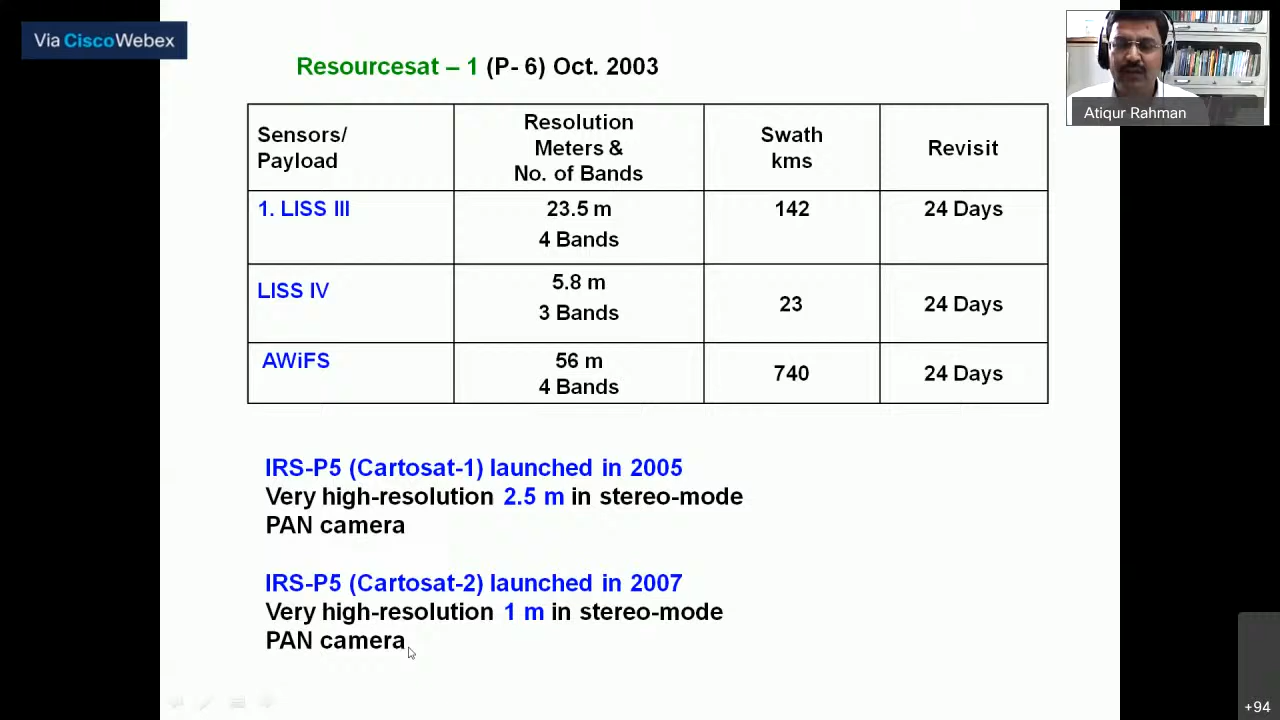 Via CiscoWebex
Resourcesat – 1 (P- 6) Oct. 2003
Atiqur Rahman
Sensors/
Payload
Resolution
Meters &
No. of Bands
Swath
kms
Revisit
1. LISS III
23.5 m
4 Bands
142
24 Days
LISS IV
5.8 m
3 Bands
23
24 Days
AWiFS
56 m
4 Bands
740
24 Days
IRS-P5 (Cartosat-1) launched in 2005
Very high-resolution 2.5 m in stereo-mode
PAN camera
IRS-P5 (Cartosat-2) launched in 2007
Very high-resolution 1 m in stereo-mode
PAN camera
+94